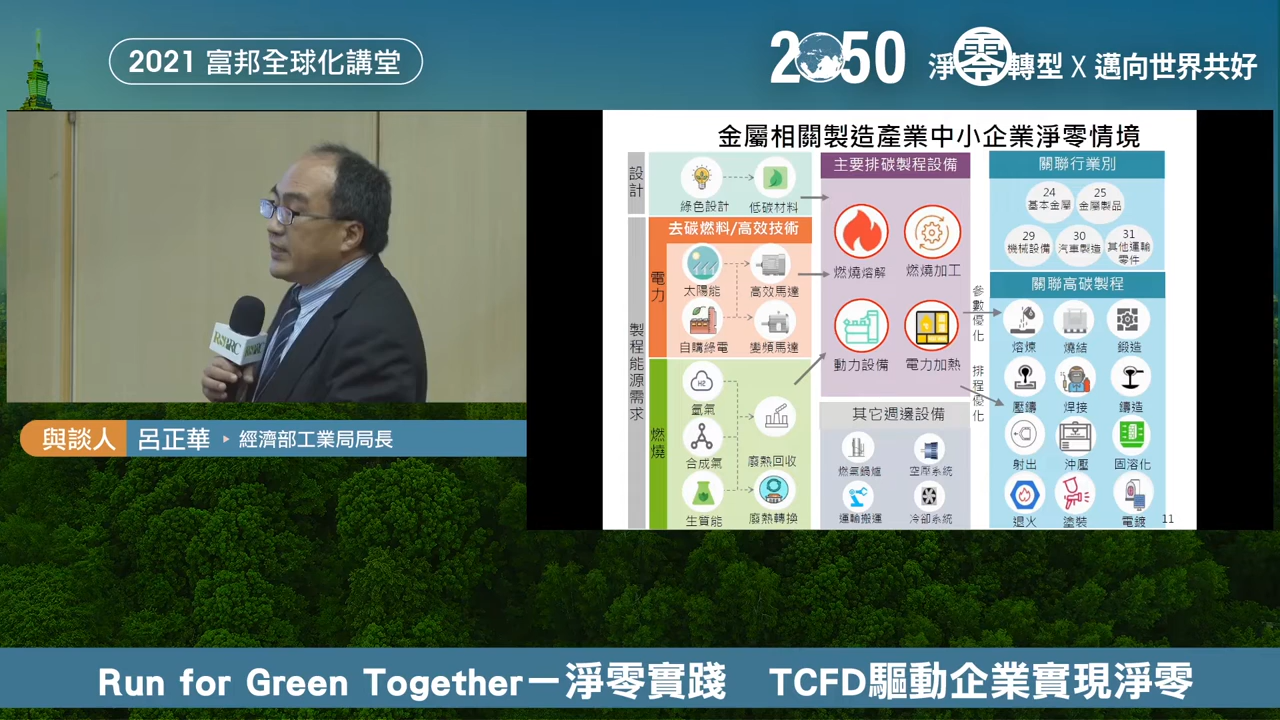 2021 富邦全球化講堂
2050 淨零轉型 X 邁向世界共好
金屬相關製造產業中小企業淨零情境
設計
綠色設計
低碳材料
製程能源需求
去碳燃料/高效技術
電力
太陽能
高效馬達
自購綠電
變頻馬達
燃燒
H2
氫氣
合成氣
廢熱回收
生質能
廢熱轉換
主要排碳製程設備
燃燒熔解
燃燒加工
動力設備
電力加熱
其它週邊設備
燃氣鍋爐
空壓系統
運輸搬運
冷卻系統
參數優化
排程優化
關聯行業別
24 基本金屬
25 金屬製品
29 機械設備
30 汽車製造
31 其他運輸零件
關聯高碳製程
熔煉
燒結
鍛造
壓鑄
焊接
鑄造
射出
沖壓
固溶化
退火
塗裝
電鍍
11
與談人 呂正華 經濟部工業局局長
Run for Green Together－淨零實踐 TCFD驅動企業實現淨零